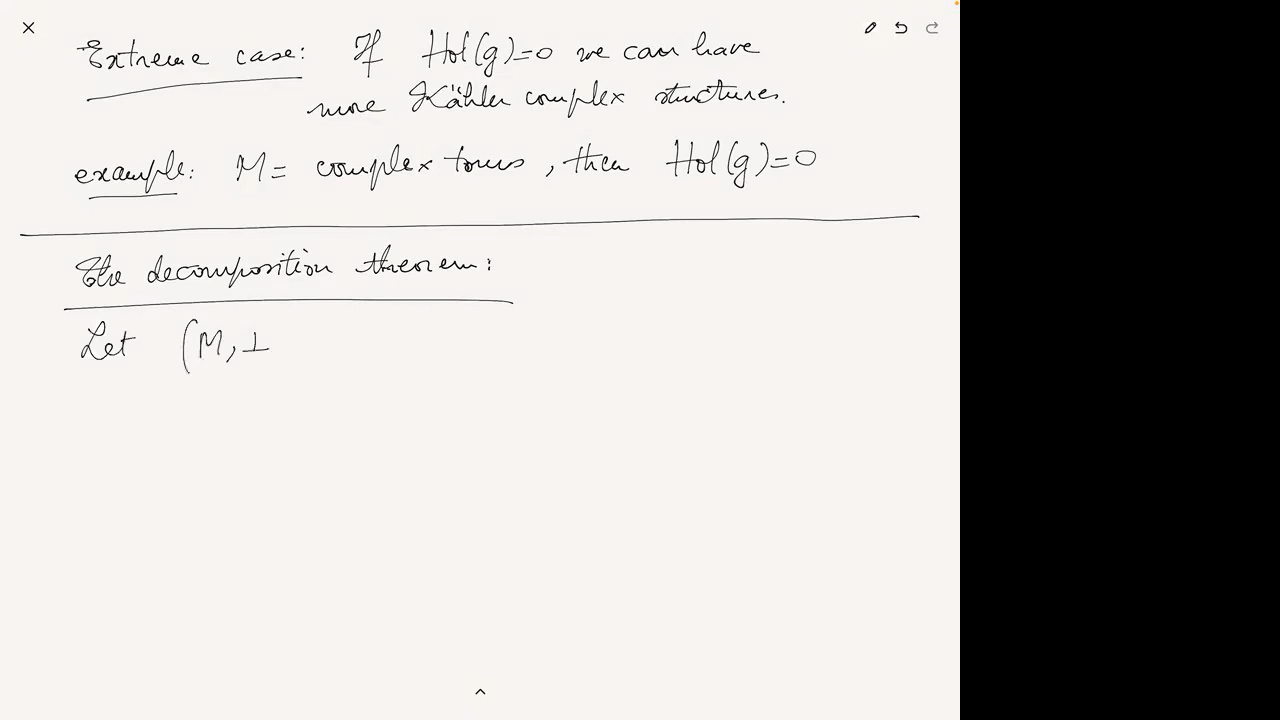 Extreme case: If Hol(g)=0 we can have
more Kähler complex structures.
example: M= complex torus, then Hol(g)=0
The decomposition theorem:
Let (M, ⊥